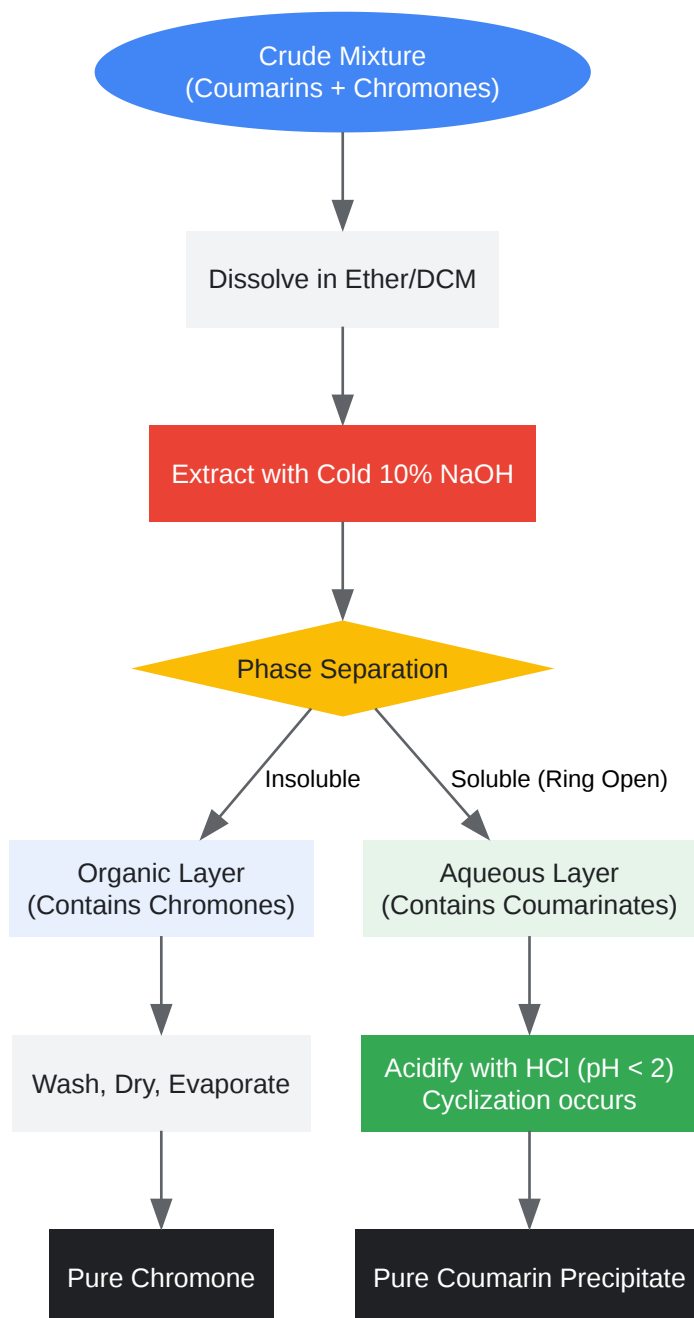 Crude Mixture
(Coumarins + Chromones)
Dissolve in Ether/DCM
Extract with Cold 10% NaOH
Phase Separation
Insoluble
Soluble (Ring Open)
Organic Layer
(Contains Chromones)
Aqueous Layer
(Contains Coumarinates)
Wash, Dry, Evaporate
Acidify with HCl (pH < 2)
Cyclization occurs
Pure Chromone
Pure Coumarin Precipitate